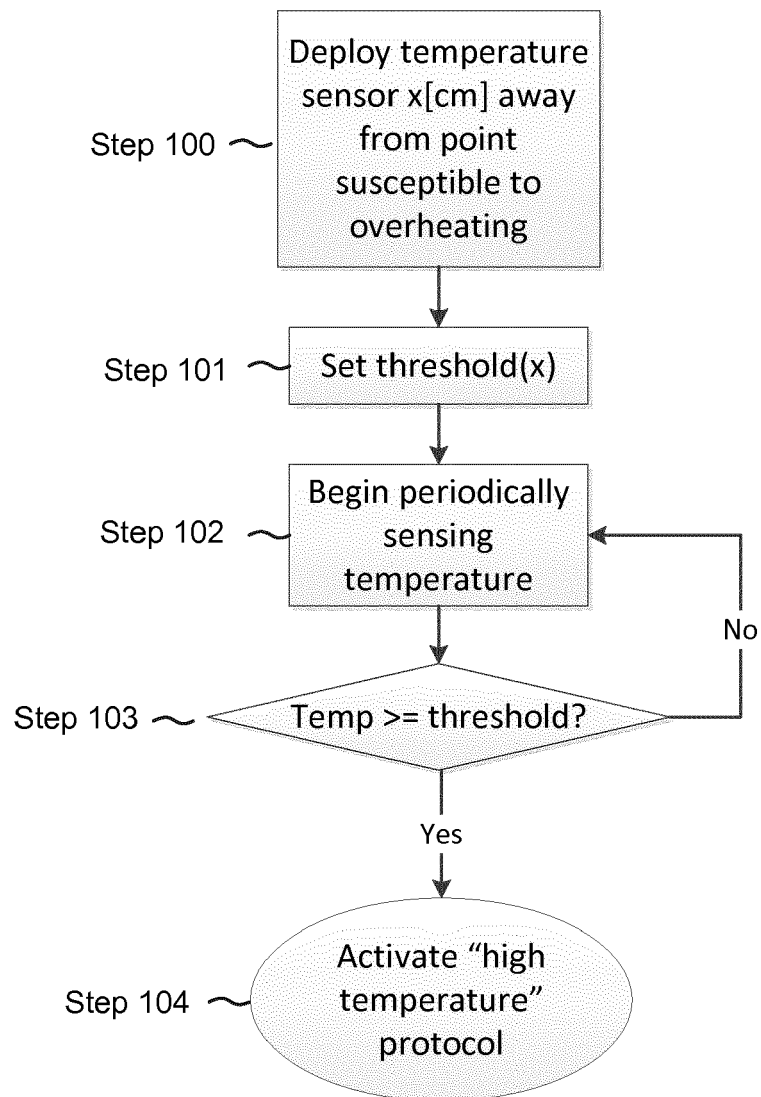 Deploy temperature
sensor x[cm] away
from point
susceptible to
overheating
Step 100
Set threshold(x)
Step 101
Begin periodically
sensing
temperature
Step 102
No
Temp >= threshold?
Step 103
Yes
Activate “high
temperature”
protocol
Step 104